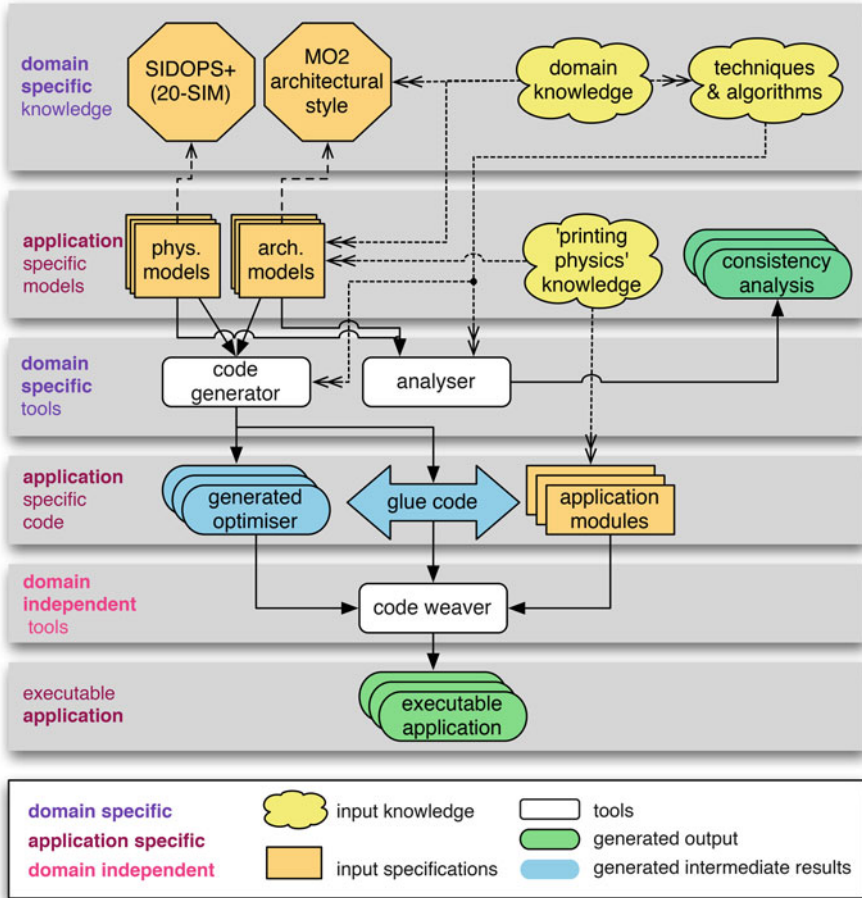 domain
specific
knowledge
SIDOPS+
(20-SIM)
MO2
architectural
style
domain
knowledge
techniques
& algorithms
application
specific
models
phys.
models
arch.
models
'printing
physics'
knowledge
consistency
analysis
domain
specific
tools
code
generator
analyser
application
specific
code
generated
optimiser
glue code
application
modules
domain
independent
tools
code weaver
executable
application
executable
application
domain specific
application specific
domain independent
input knowledge
input specifications
tools
generated output
generated intermediate results